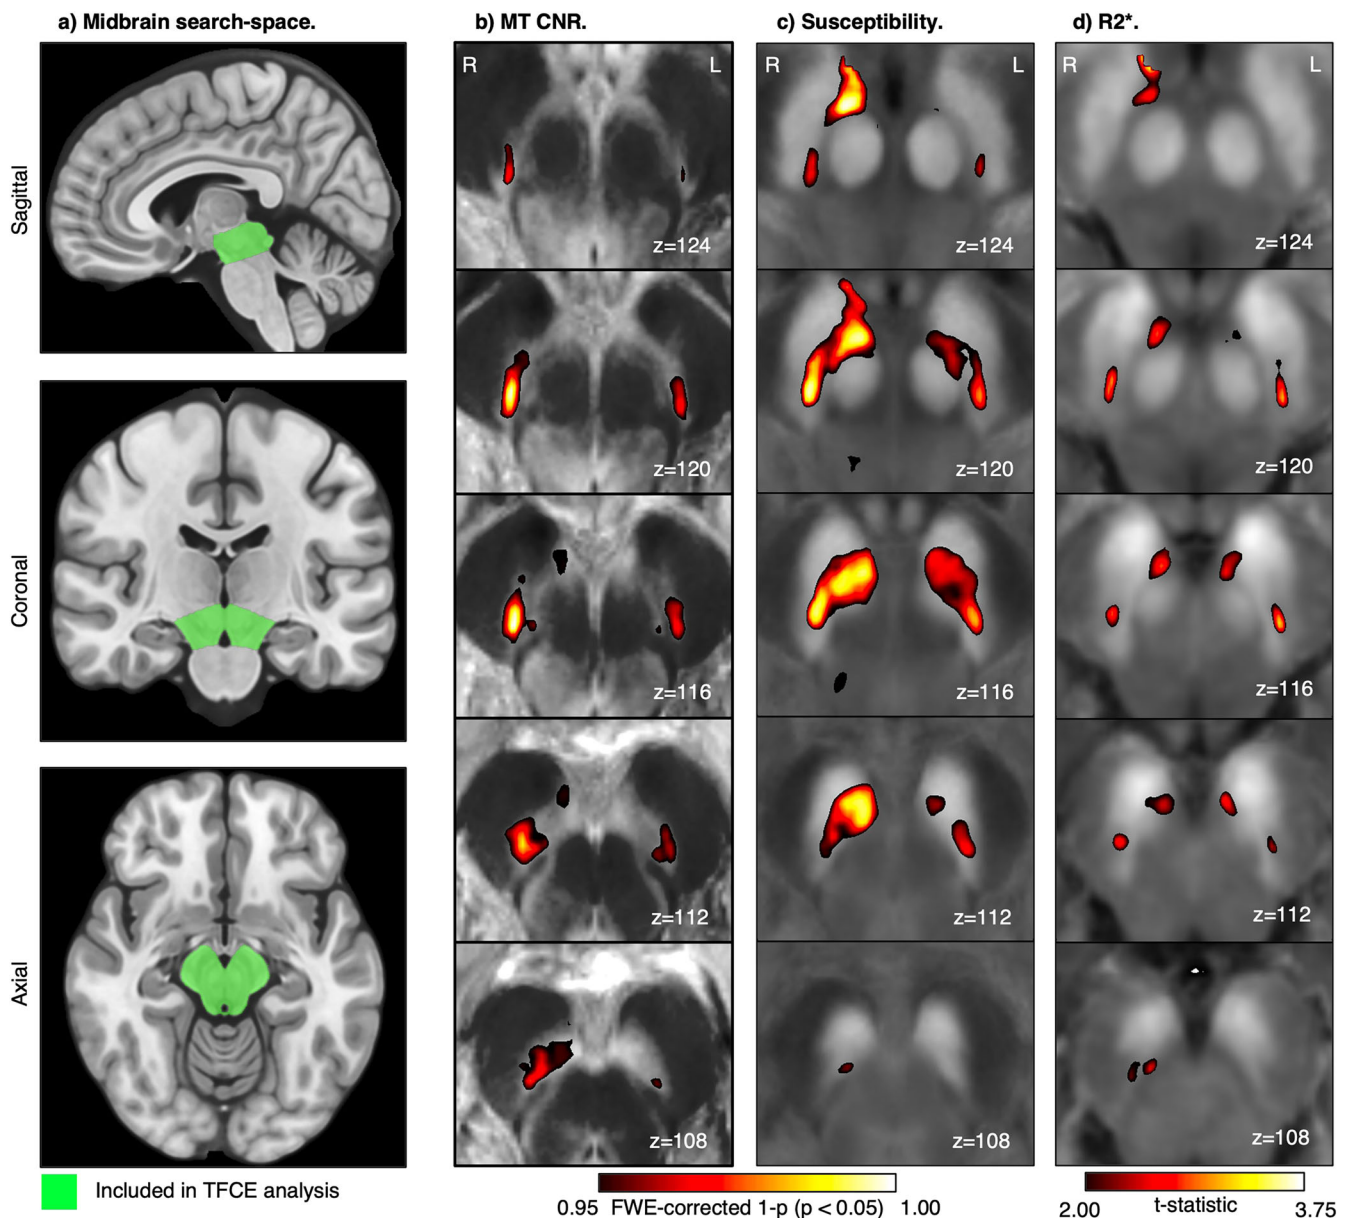 a) Midbrain search-space.
b) MT CNR.
c) Susceptibility.
d) R2*.
Sagittal
Coronal
Axial
R L
z=124
z=120
z=116
z=112
z=108
R L
z=124
z=120
z=116
z=112
z=108
R L
z=124
z=120
z=116
z=112
z=108
Included in TFCE analysis
0.95 FWE-corrected 1-p (p < 0.05) 1.00
2.00 t-statistic 3.75